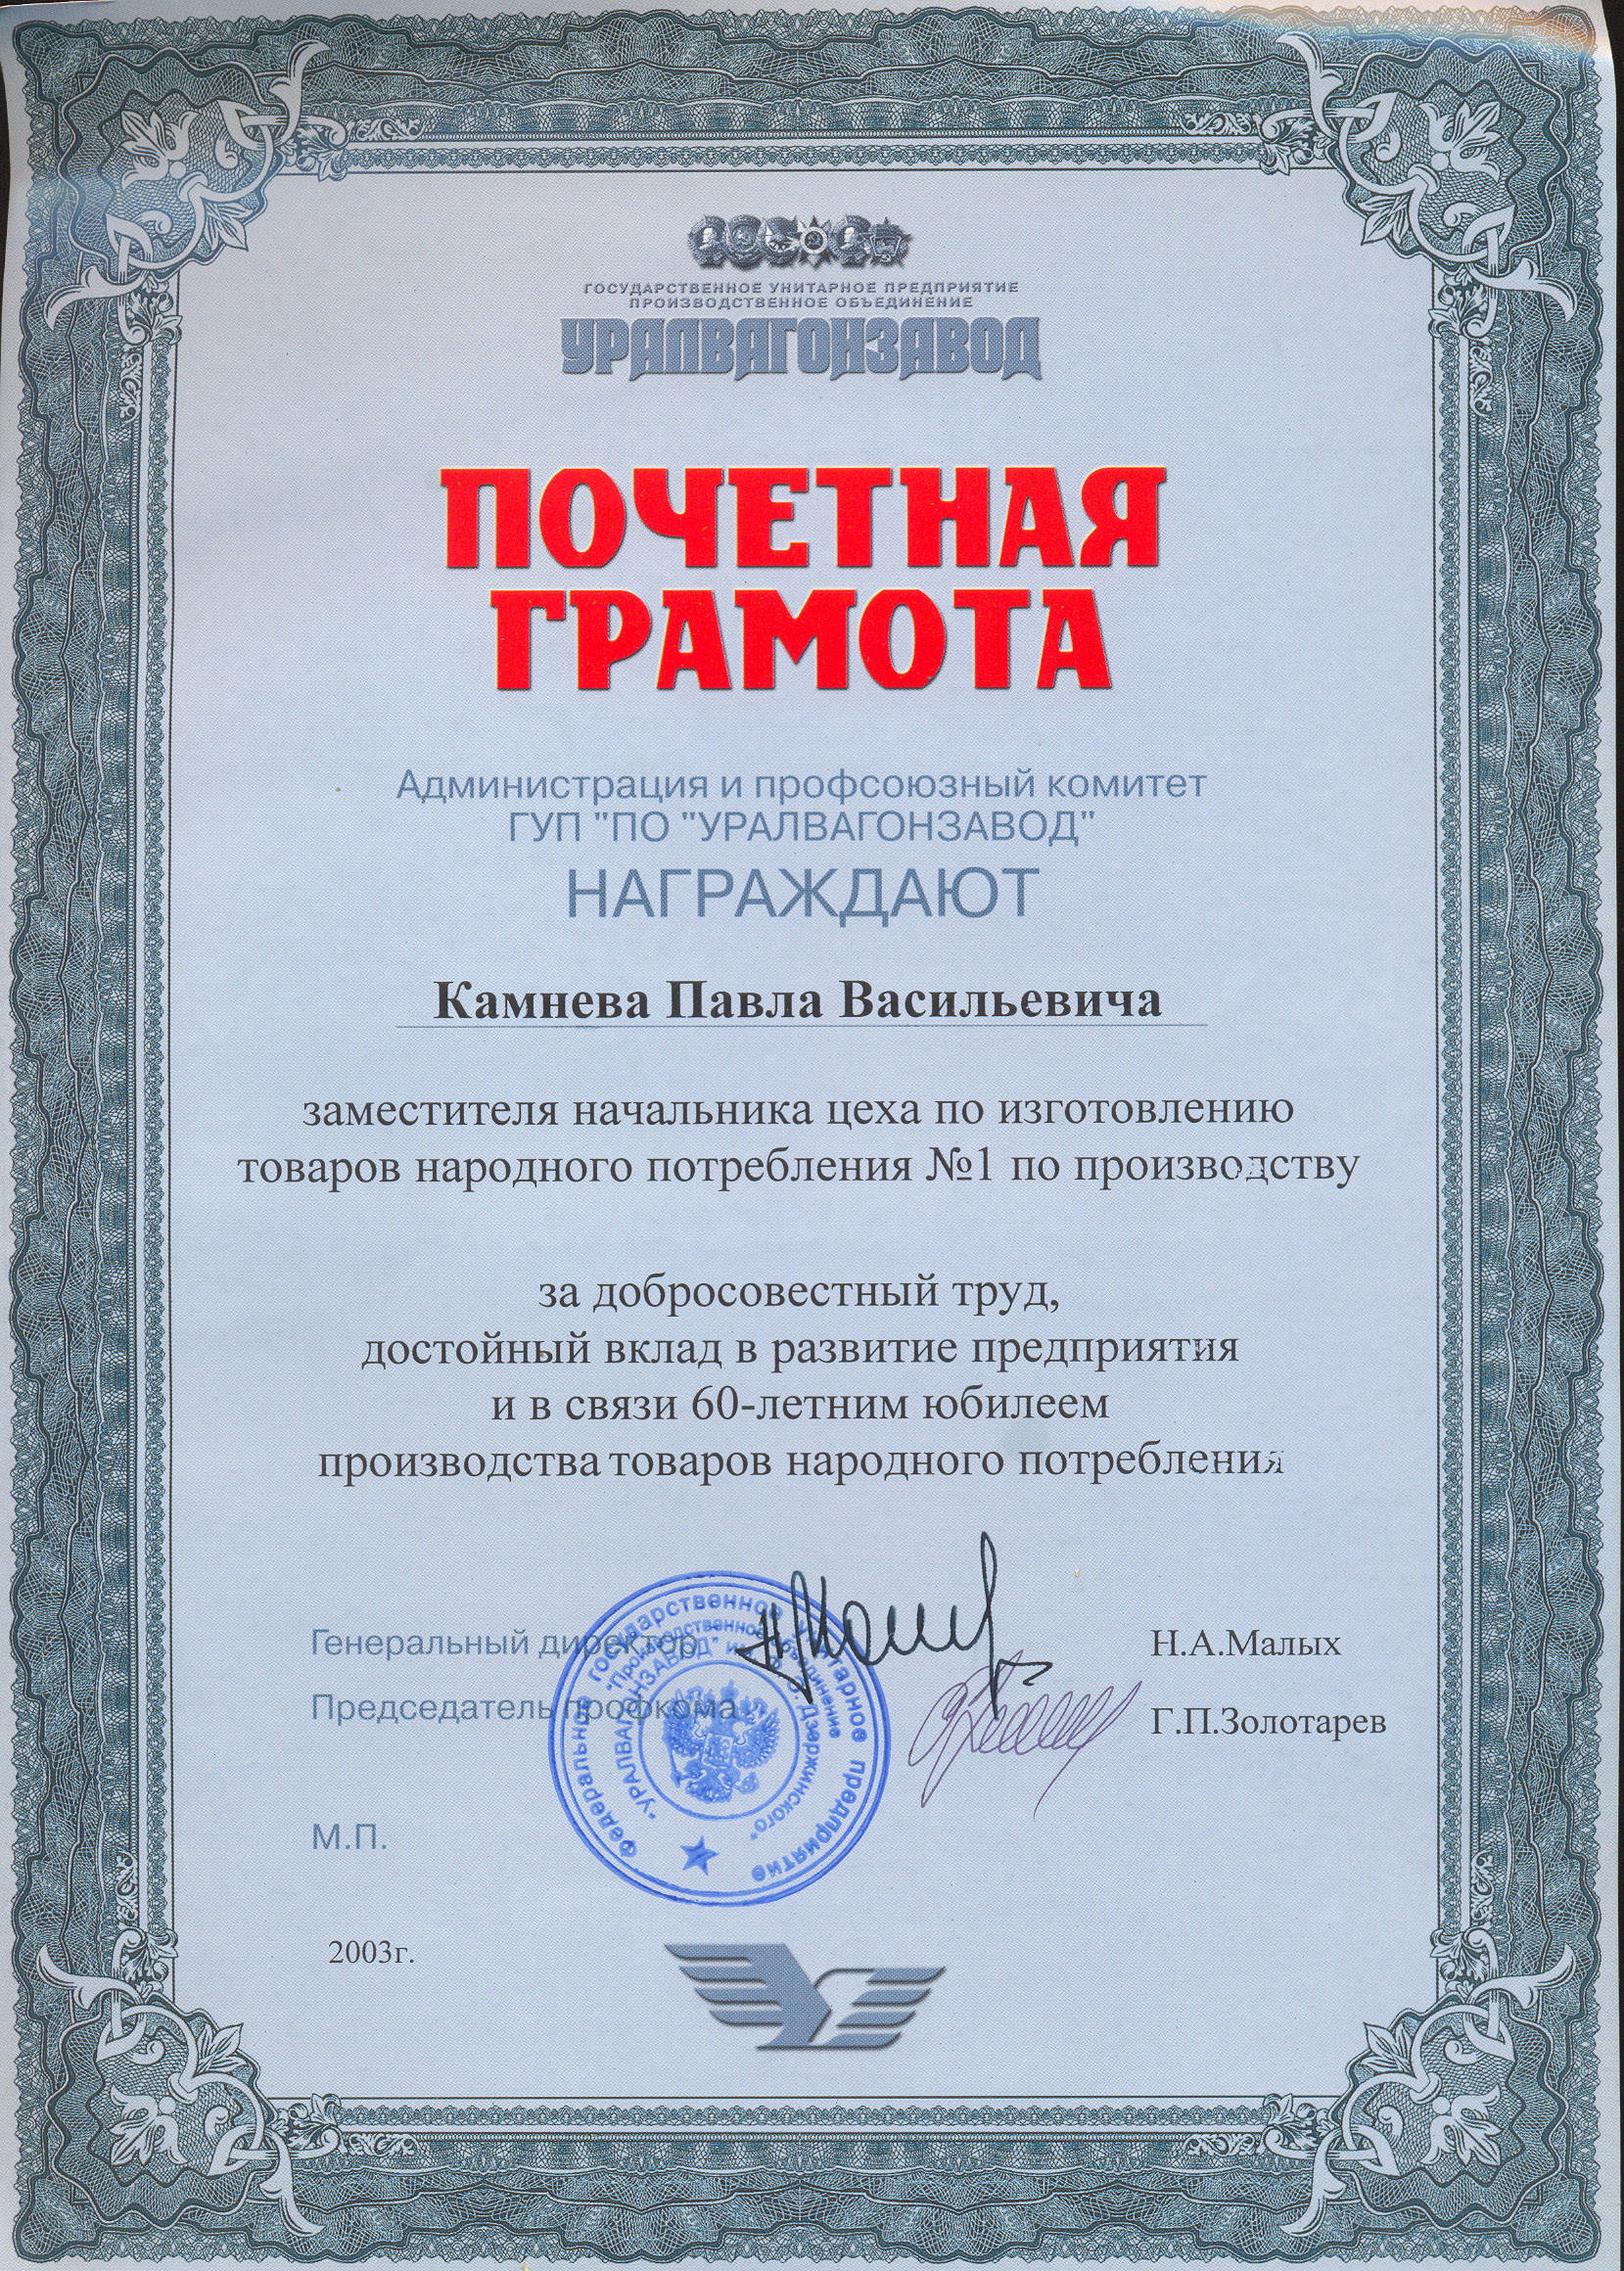 ГОСУДАРСТВЕННОЕ УНИТАРНОЕ ПРЕДПРИЯТИЕ
ПРОИЗВОДСТВЕННОЕ ОБЪЕДИНЕНИЕ
УРАЛВАГОНЗАВОД
ПОЧЕТНАЯ
ГРАМОТА
Администрация и профсоюзный комитет
ГУП "ПО "УРАЛВАГОНЗАВОД"
НАГРАЖДАЮТ
Камнева Павла Васильевича
заместителя начальника цеха по изготовлению
товаров народного потребления №1 по производству
за добросовестный труд,
достойный вклад в развитие предприятия
и в связи 60-летним юбилеем
производства товаров народного потребления
Генеральный директор
Н.А.Малых
Председатель профкома
Г.П.Золотарев
Федеральное государственное унитарное предприятие
"Производственное объединение
"УРАЛВАГОНЗАВОД" им. Ф.Э. Дзержинского"
М.П.
2003г.